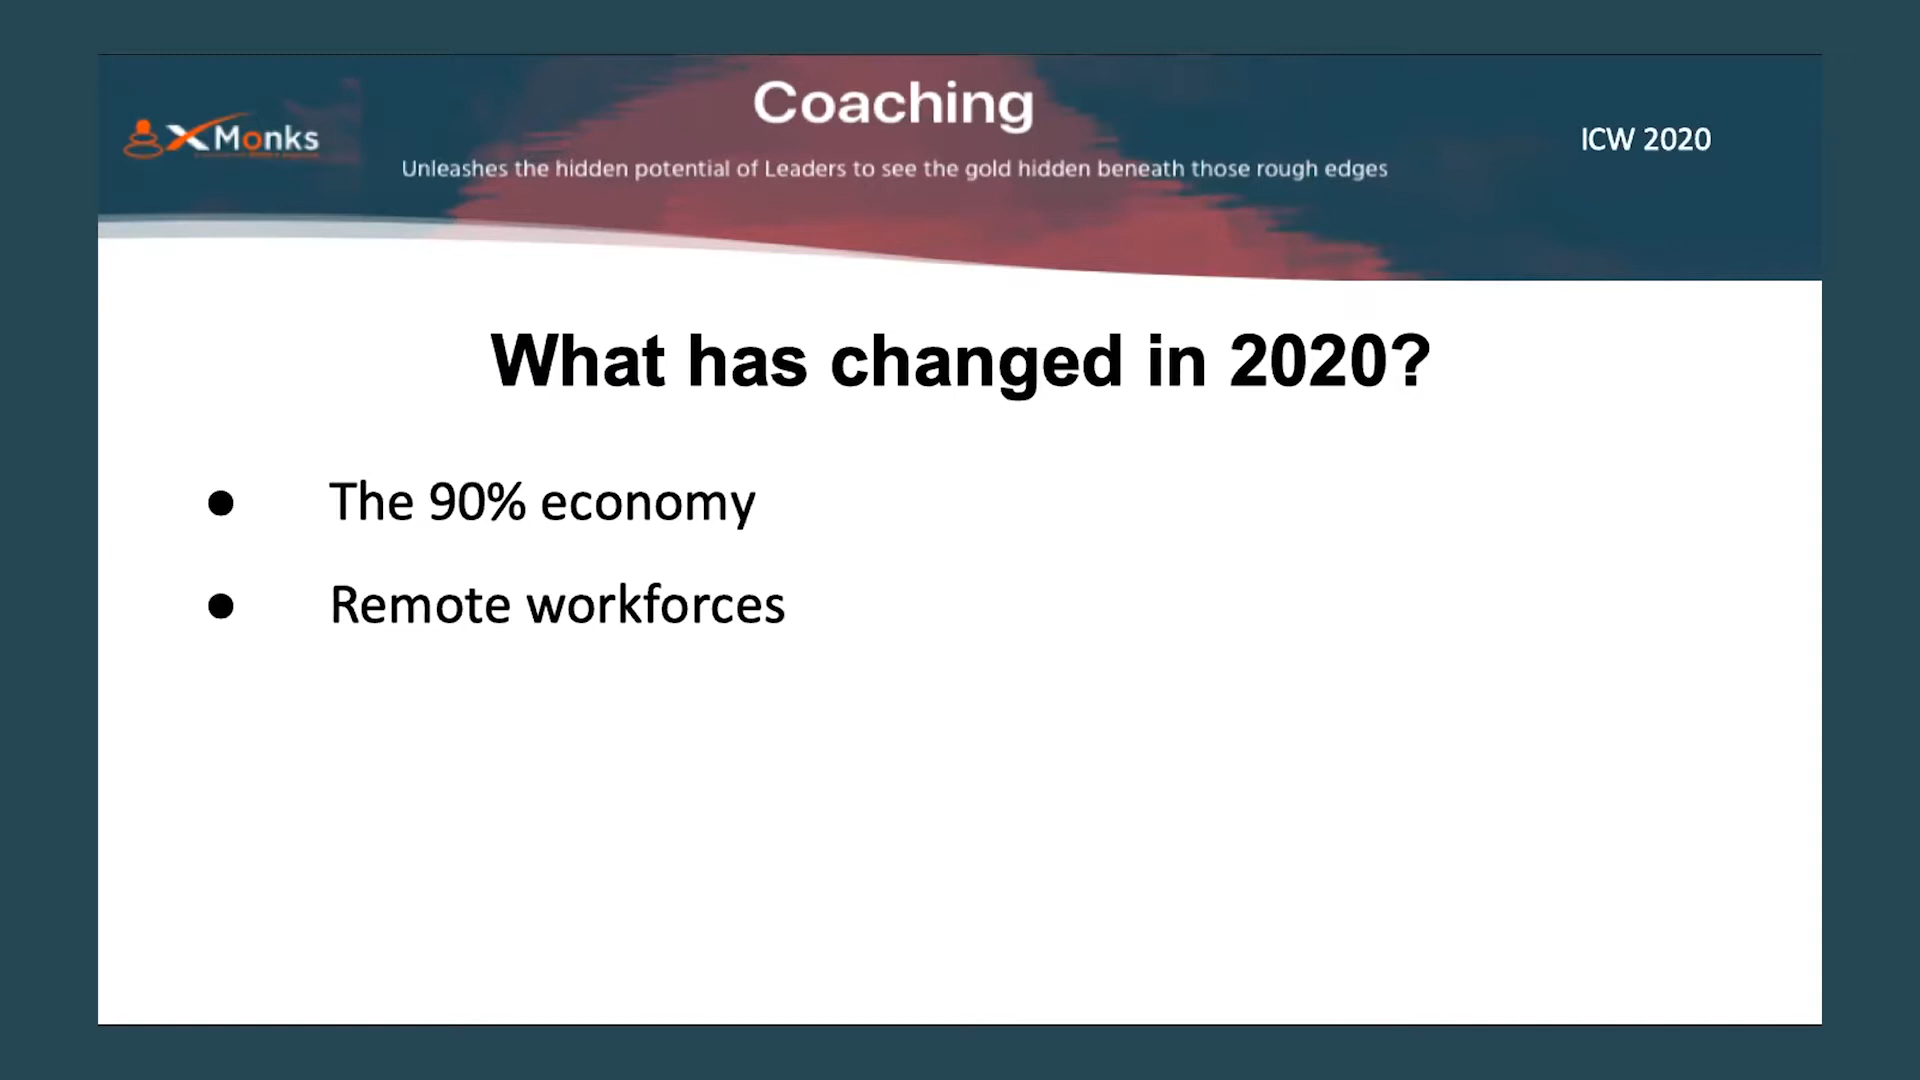 Coaching
XMonks
ICW 2020
Unleashes the hidden potential of Leaders to see the gold hidden beneath those rough edges
What has changed in 2020?
● The 90% economy
● Remote workforces